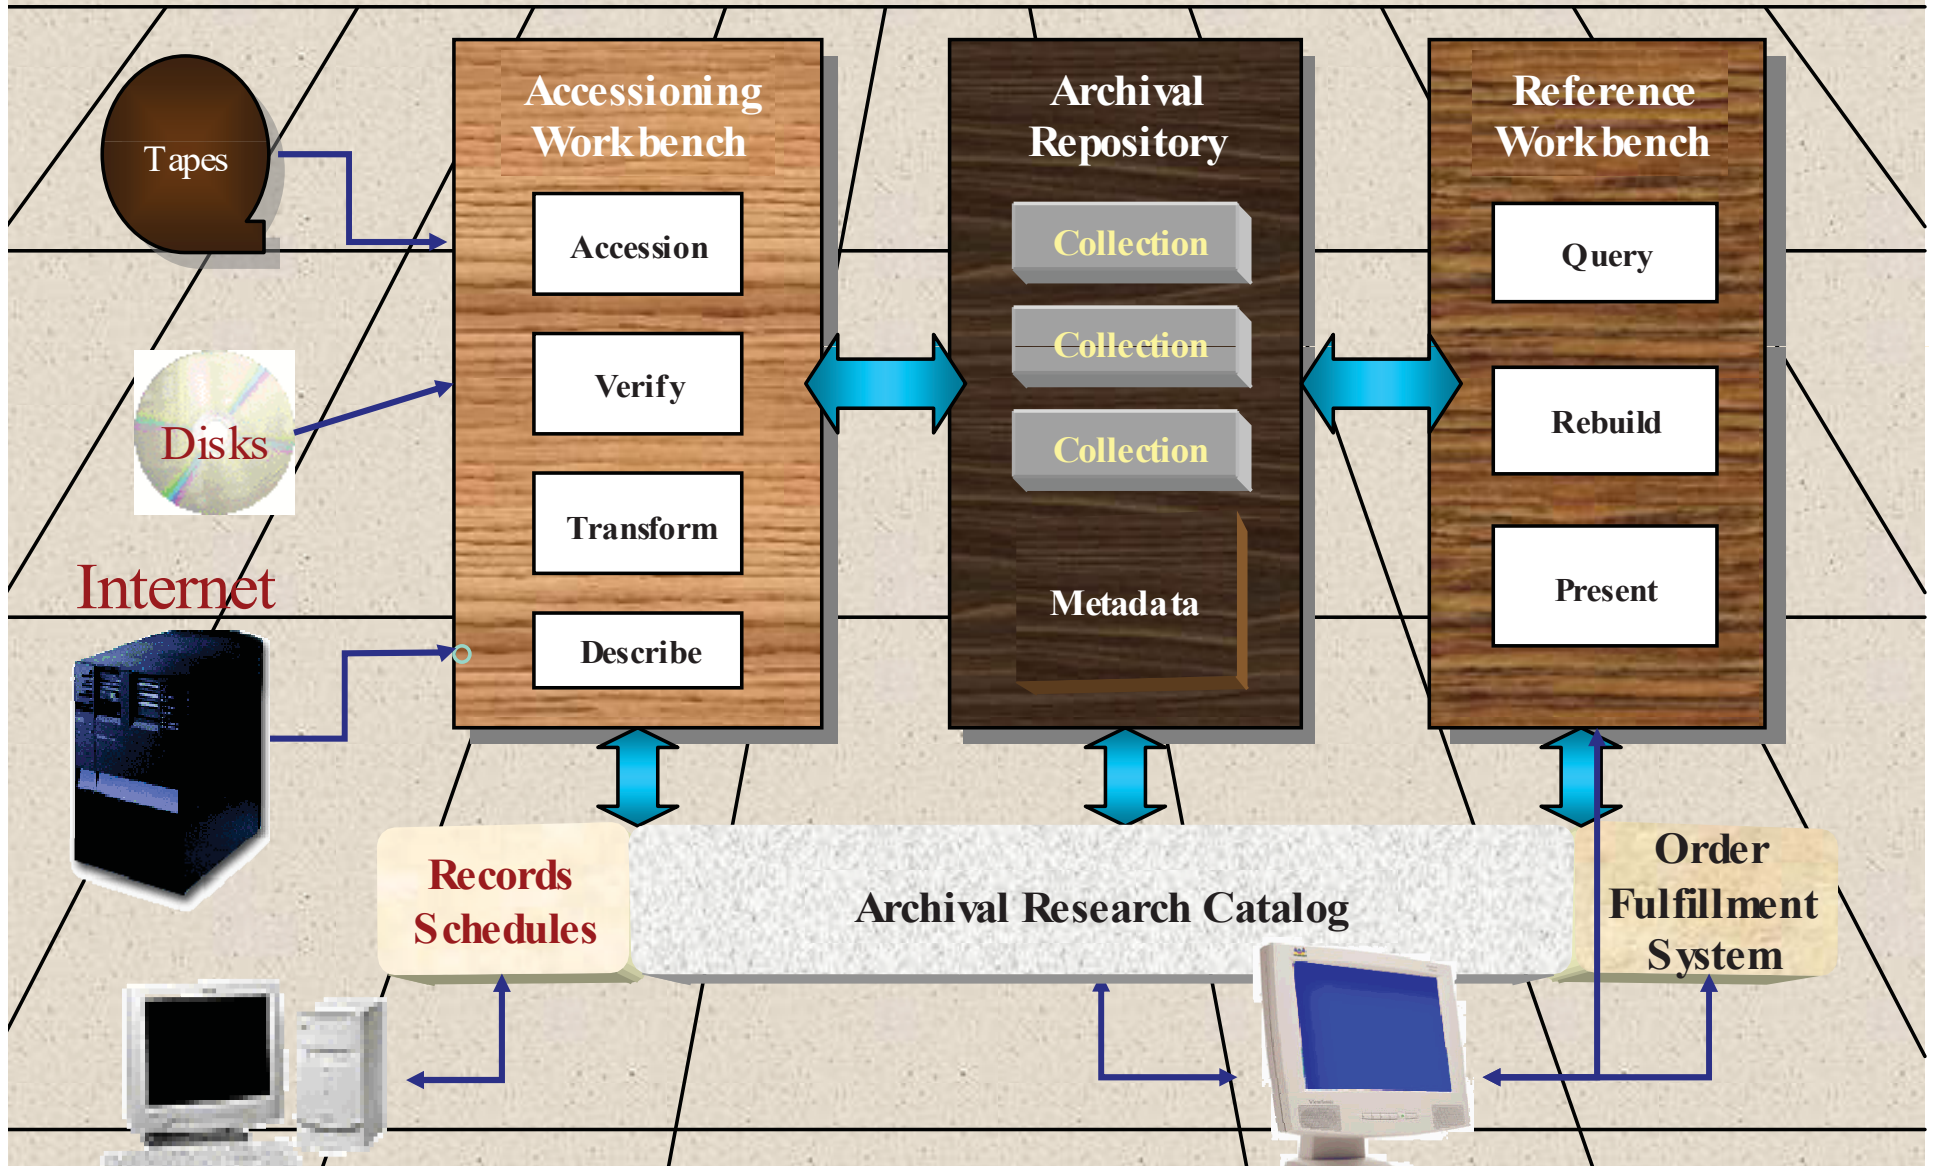 Accessioning
Workbench
Archival
Repository
Reference
Workbench
Tapes
Accession
Collection
Query
Verify
Collection
Rebuild
Disks
Collection
Transform
Internet
Metadata
Present
Describe
Records
Schedules
Archival Research Catalog
Order
Fulfillment
System